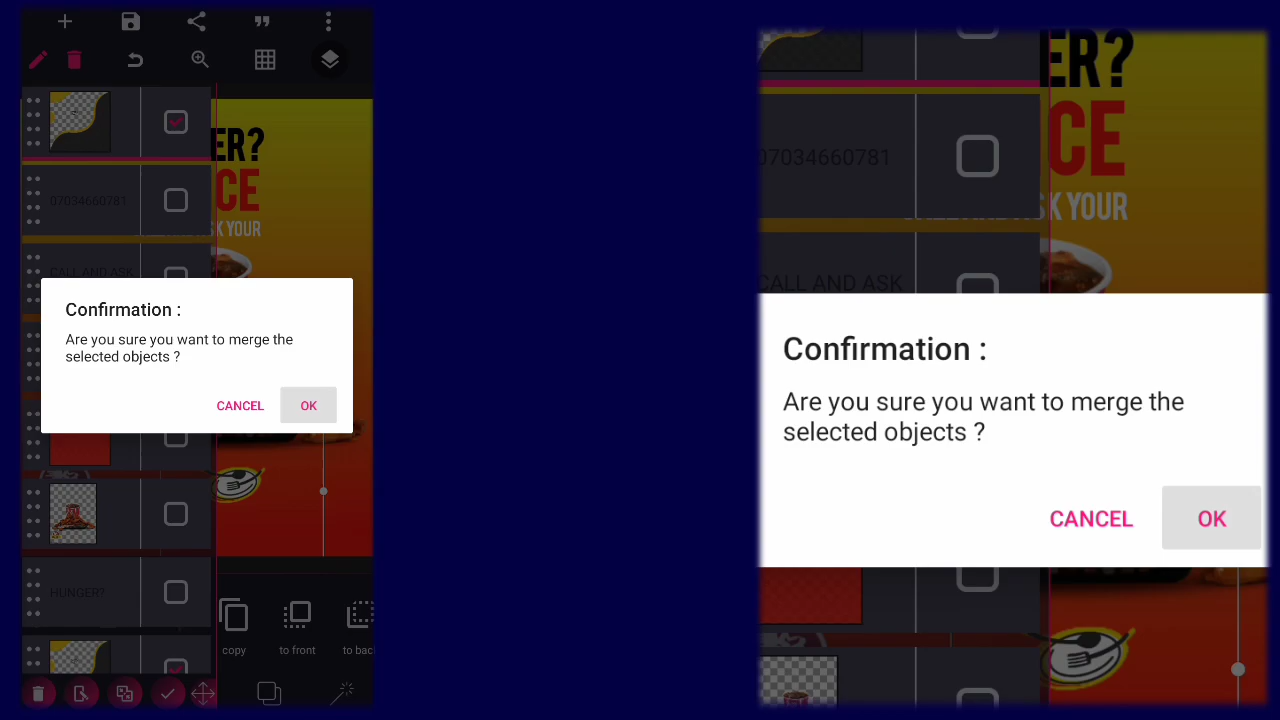 ER?
CE
K YOUR
07034660781
CALL AND ASK
Confirmation :
Are you sure you want to merge the
selected objects ?
CANCEL
OK
HUNGER?
copy
to front
to bac
ER?
CE
07034660781
SK YOUR
CALL AND ASK
Confirmation :
Are you sure you want to merge the
selected objects ?
CANCEL
OK